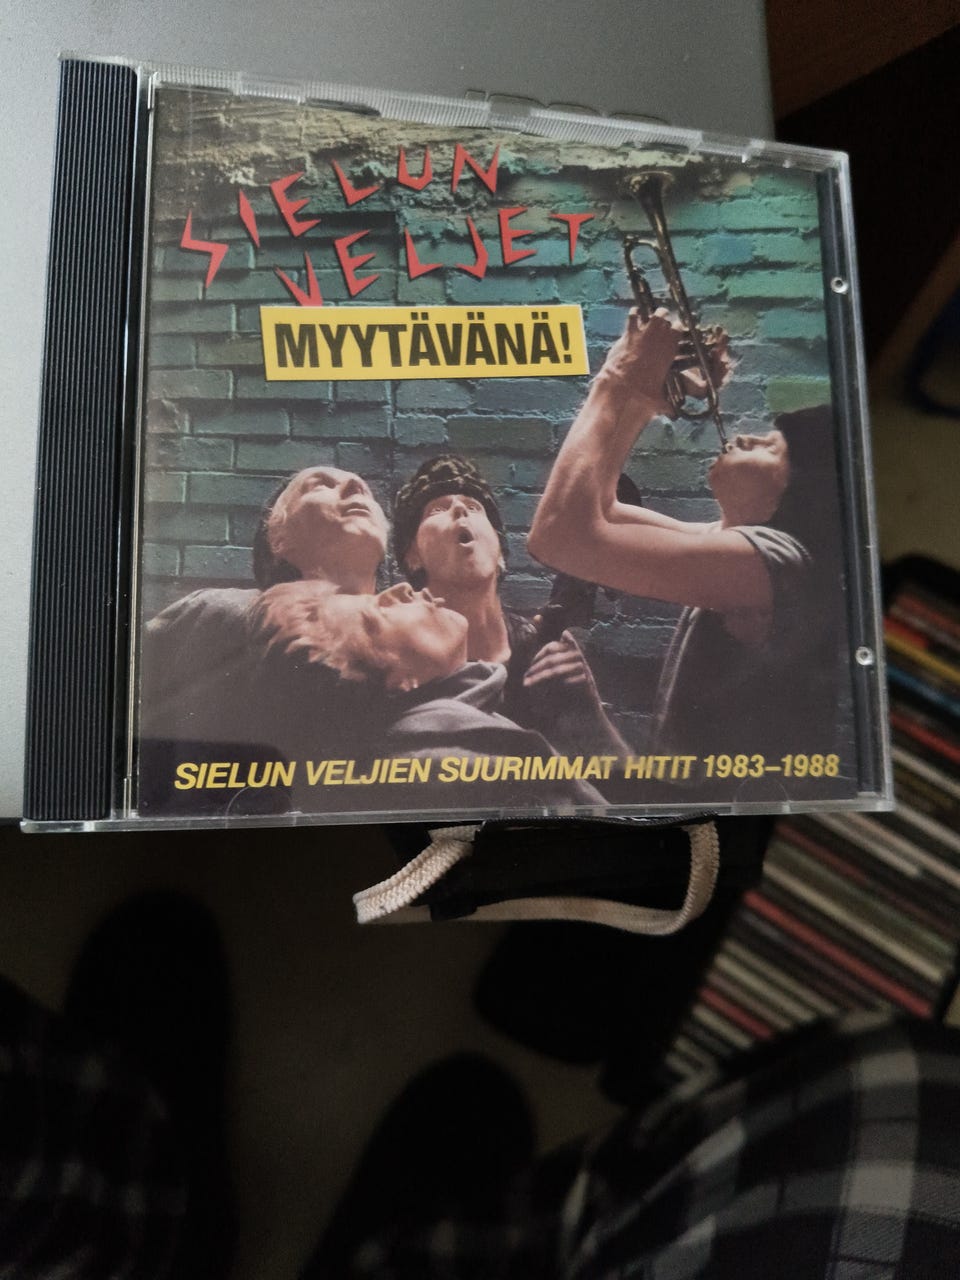 SIELUN
VELJET
MYYTÄVÄNÄ!
SIELUN VELJIEN SUURIMMAT HITIT 1983–1988